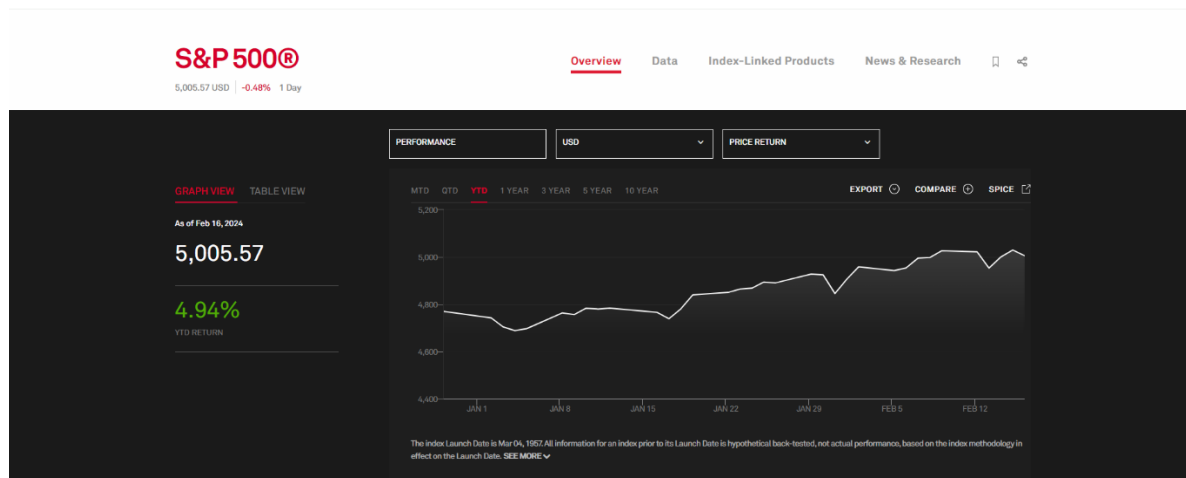 S&P 500®
5,005.57 USD -0.48% 1 Day
Overview Data Index-Linked Products News & Research
PERFORMANCE USD PRICE RETURN
GRAPH VIEW TABLE VIEW
MTD QTD YTD 1 YEAR 3 YEAR 5 YEAR 10 YEAR EXPORT COMPARE SPICE
As of Feb 16, 2024
5,005.57
4.94%
YTD RETURN
5,200
5,000
4,800
4,600
4,400
JAN 1 JAN 8 JAN 15 JAN 22 JAN 29 FEB 5 FEB 12
The index Launch Date is Mar 04, 1957. All information for an index prior to its Launch Date is hypothetical back-tested, not actual performance, based on the index methodology in
effect on the Launch Date. SEE MORE